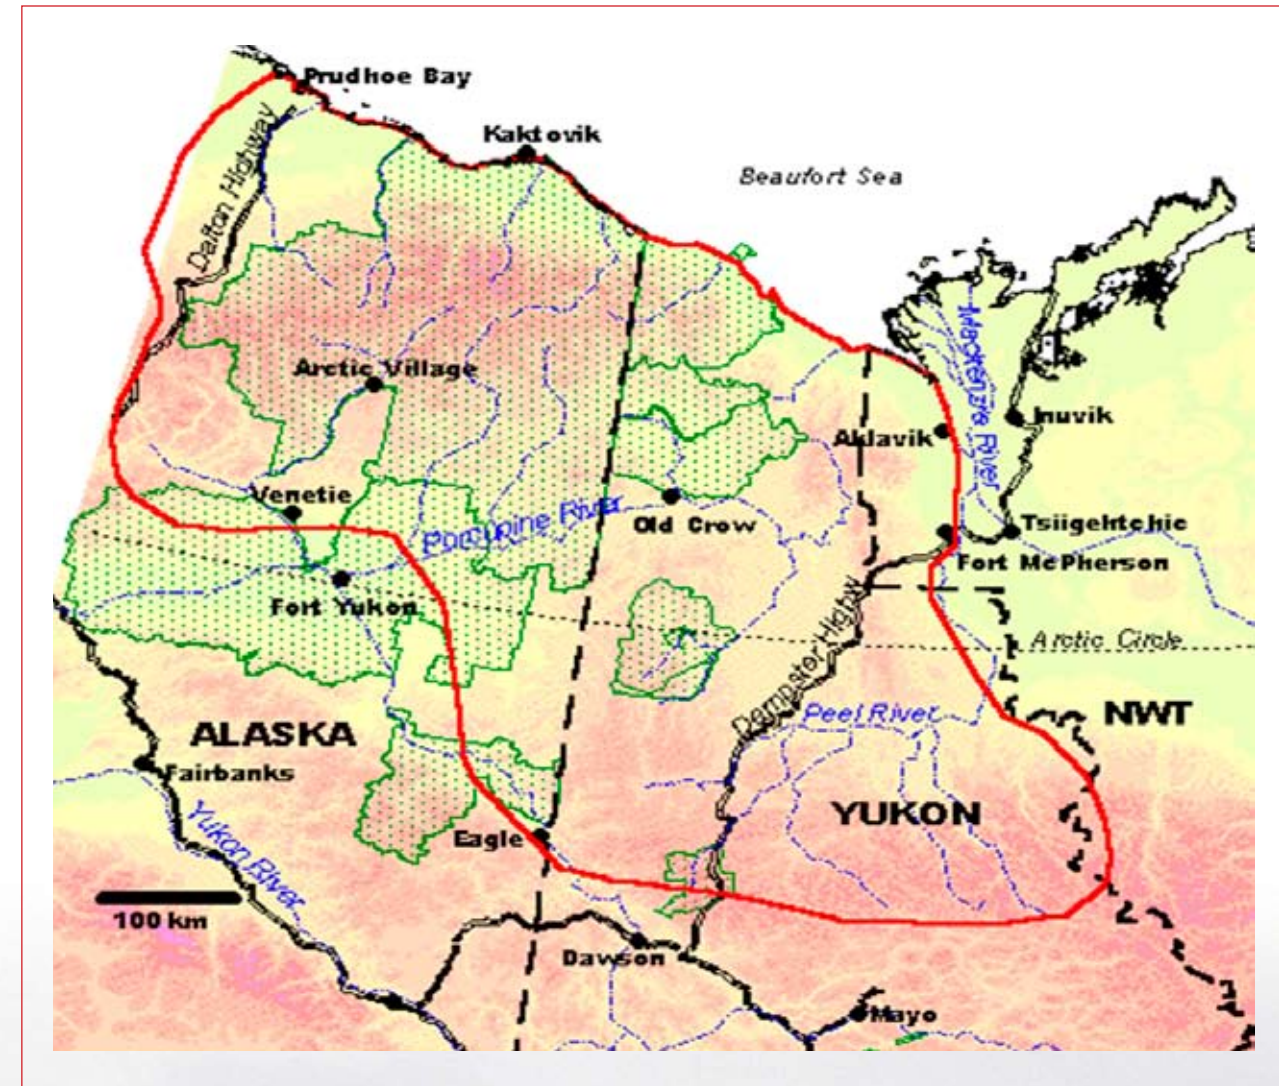 Prudhoe Bay
Kaktovik
Beaufort Sea
Dalton Highway
Arctic Village
Mackenzie River
Inuvik
Aklavik
Venetie
Porcupine River
Old Crow
Tsiigehtchic
Fort McPherson
Fort Yukon
Arctic Circle
Dempster Highwy
Peel River
NWT
ALASKA
Fairbanks
YUKON
Yukon River
Eagle
100 km
Dawson
Mayo